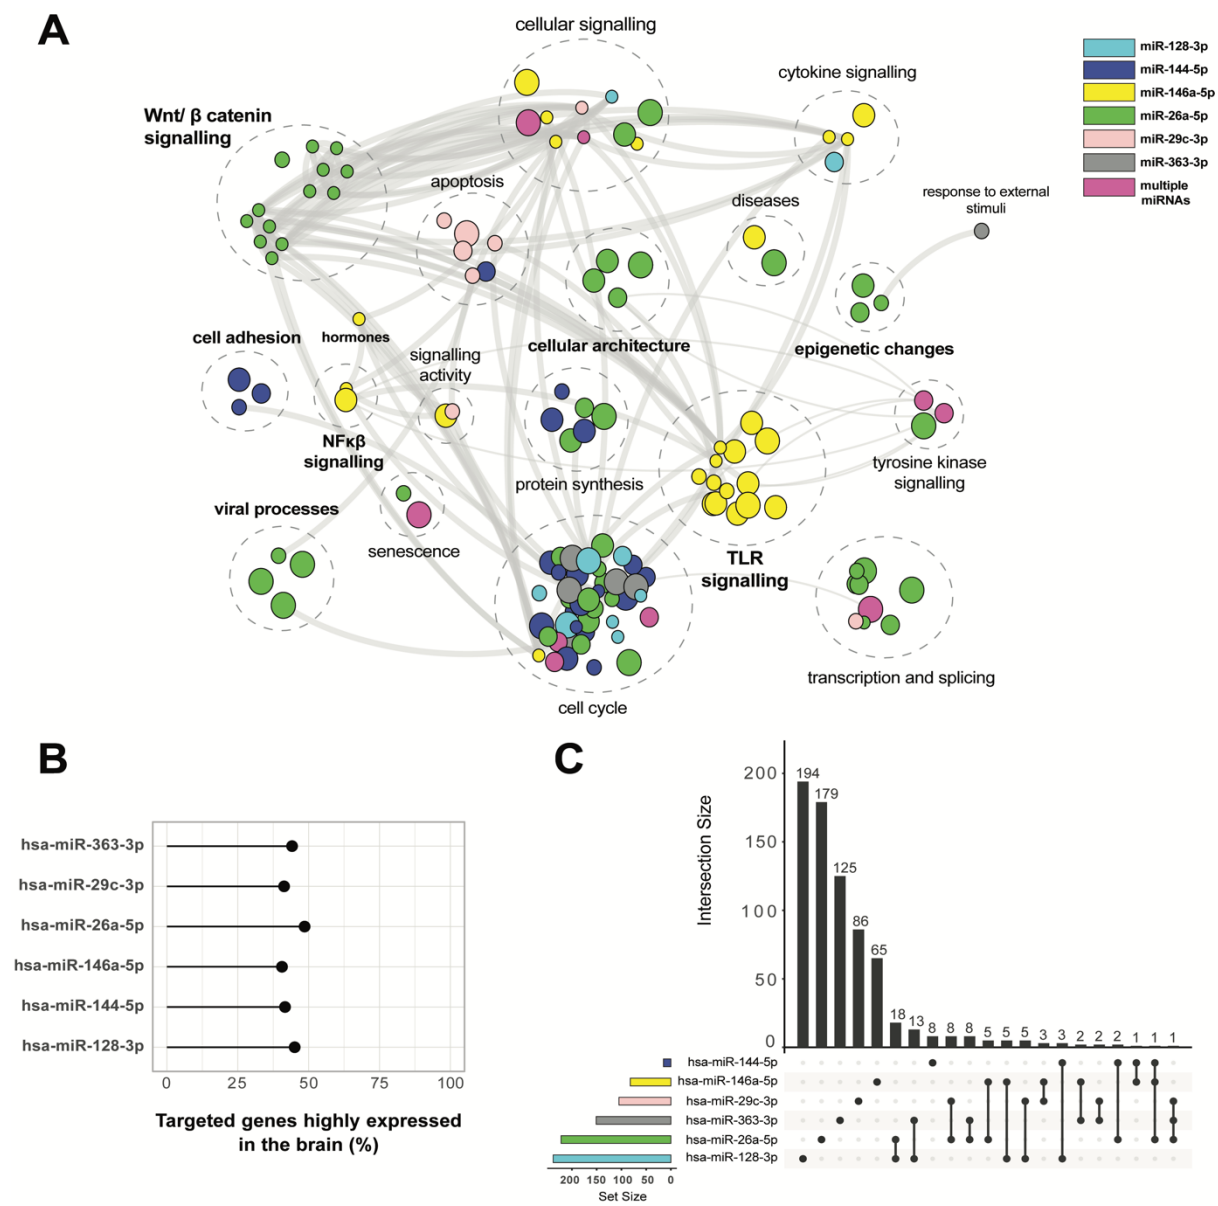 A
cellular signalling
cytokine signalling
miR-128-3p
miR-144-5p
miR-146a-5p
miR-26a-5p
miR-29c-3p
miR-363-3p
multiple
miRNAs
Wnt/ β catenin
signalling
apoptosis
diseases
response to external
stimuli
cell adhesion
hormones
signalling
activity
cellular architecture
epigenetic changes
NFκβ
signalling
protein synthesis
tyrosine kinase
signalling
viral processes
senescence
TLR
signalling
transcription and splicing
cell cycle
B
hsa-miR-363-3p
hsa-miR-29c-3p
hsa-miR-26a-5p
hsa-miR-146a-5p
hsa-miR-144-5p
hsa-miR-128-3p
0 25 50 75 100
Targeted genes highly expressed
in the brain (%)
C
Intersection Size
200
150
100
50
0
194 179 125 86 65 18 13 8 8 8 5 5 5 3 3 2 2 2 1 1 1
hsa-miR-144-5p
hsa-miR-146a-5p
hsa-miR-29c-3p
hsa-miR-363-3p
hsa-miR-26a-5p
hsa-miR-128-3p
200 150 100 50 0
Set Size